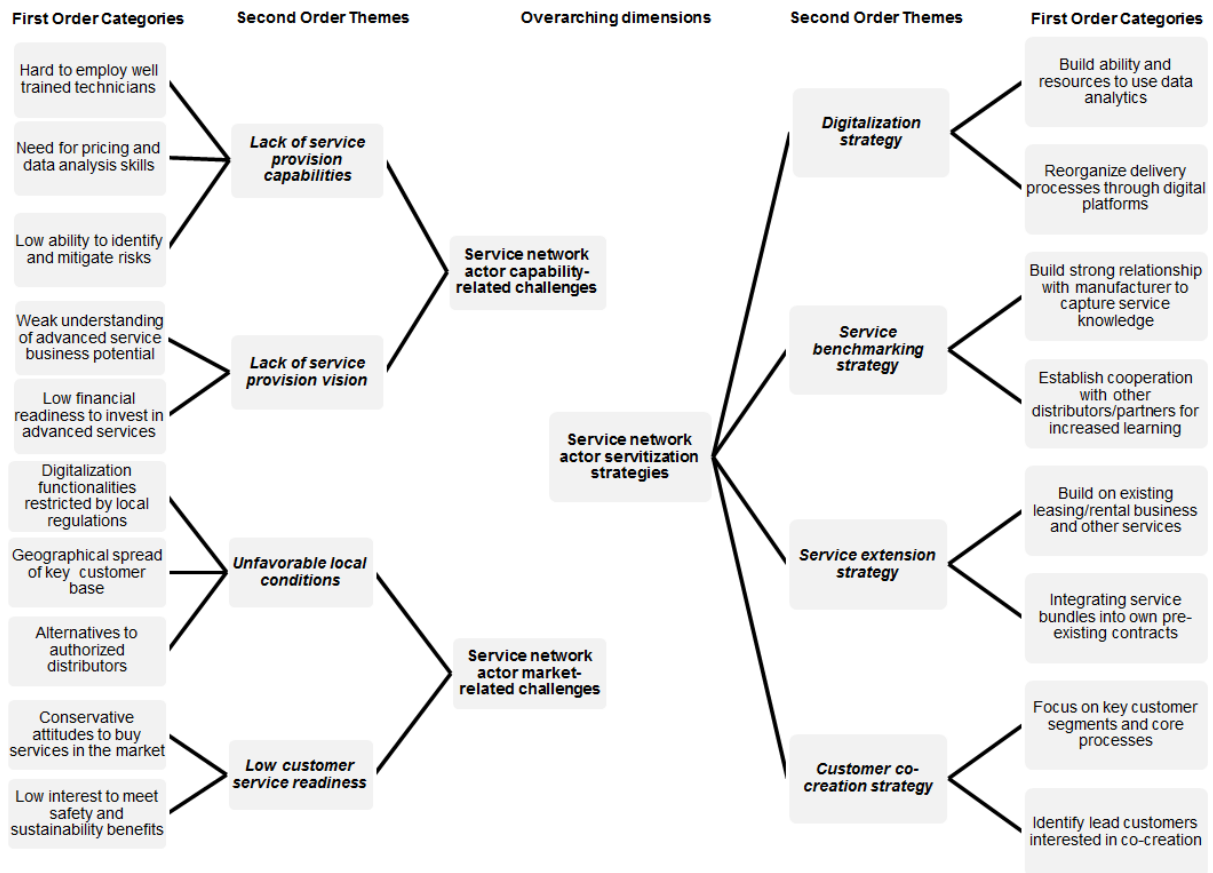 First Order Categories
Second Order Themes
Overarching dimensions
Second Order Themes
First Order Categories
Hard to employ well
trained technicians
Need for pricing and
data analysis skills
Low ability to identify
and mitigate risks
Weak understanding
of advanced service
business potential
Low financial
readiness to invest in
advanced services
Digitalization
functionalities
restricted by local
regulations
Geographical spread
of key customer
base
Alternatives to
authorized
distributors
Conservative
attitudes to buy
services in the market
Low interest to meet
safety and
sustainability benefits
Lack of service
provision
capabilities
Lack of service
provision vision
Unfavorable local
conditions
Low customer
service readiness
Service network
actor capability-
related challenges
Service network
actor market-
related challenges
Service network
actor servitization
strategies
Digitalization
strategy
Service
benchmarking
strategy
Service extension
strategy
Customer co-
creation strategy
Build ability and
resources to use data
analytics
Reorganize delivery
processes through digital
platforms
Build strong relationship
with manufacturer to
capture service
knowledge
Establish cooperation
with other
distributors/partners for
increased learning
Build on existing
leasing/rental business
and other services
Integrating service
bundles into own pre-
existing contracts
Focus on key customer
segments and core
processes
Identify lead customers
interested in co-creation